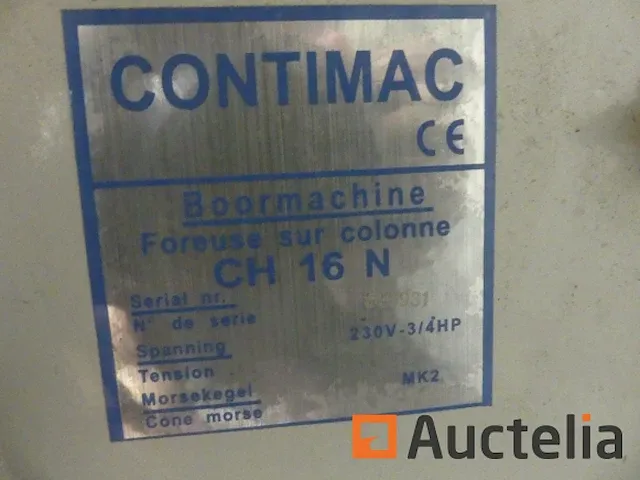 CONTIMAC
CE
Boormachine
Foreuse sur colonne
CH 16 N
Serial nr.
N° de serie
Spanning 230V-3/4HP
Tension
Morsekegel MK2
Cone morse
Auctelia